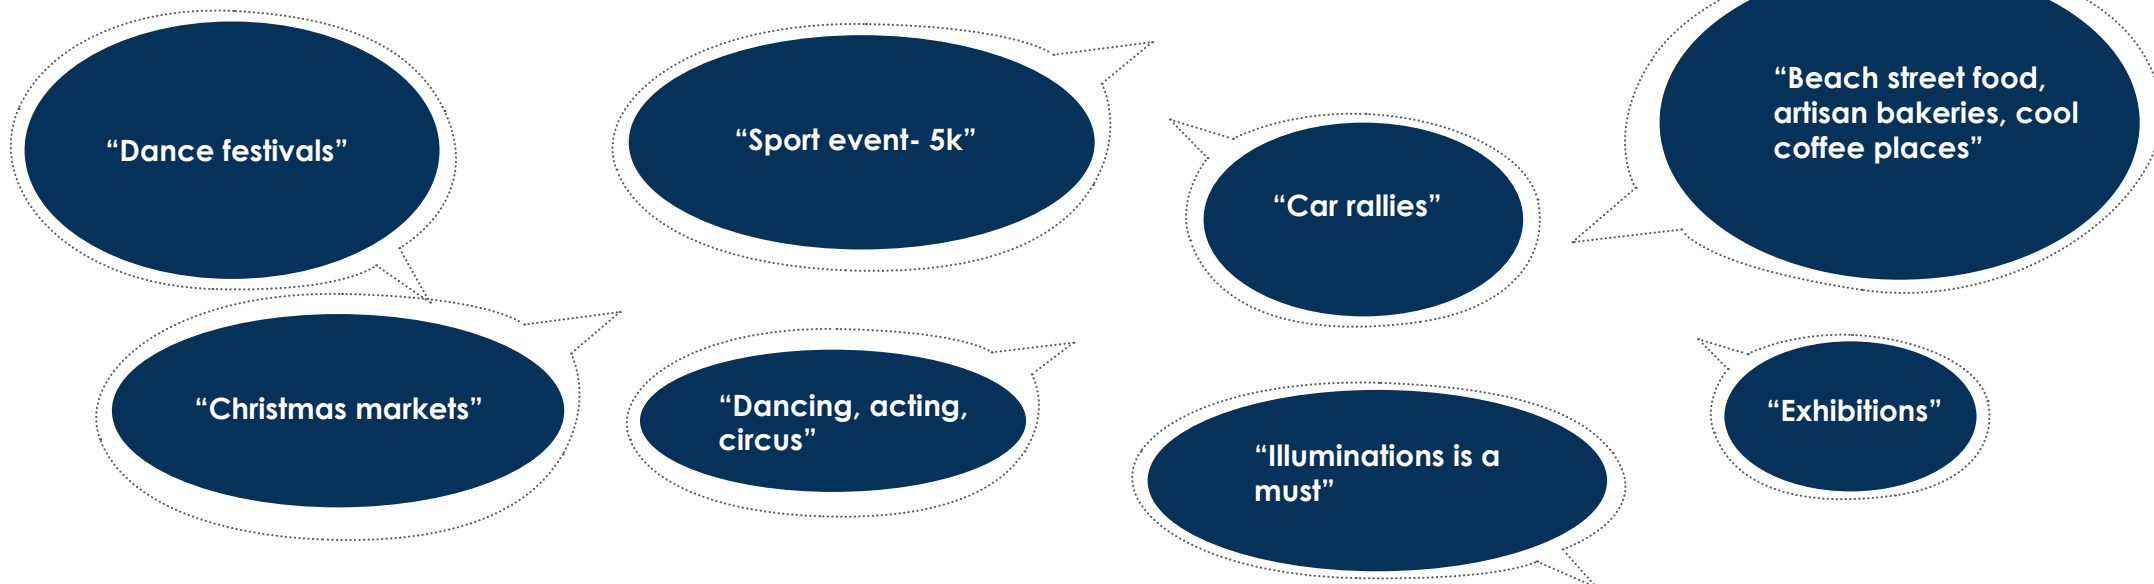 “Dance festivals”
“Sport event- 5k”
“Car rallies”
“Beach street food,
artisan bakeries, cool
coffee places”
“Christmas markets”
“Dancing, acting,
circus”
“Illuminations is a
must”
“Exhibitions”